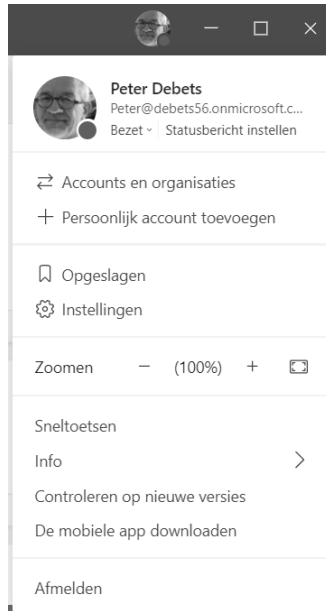 Peter Debets
Peter@debets56.onmicrosoft.c...
Bezet Statusbericht instellen
Accounts en organisaties
Persoonlijk account toevoegen
Opgeslagen
Instellingen
Zoomen — (100%) +
Sneltoetsen
Info
Controleren op nieuwe versies
De mobiele app downloaden
Afmelden